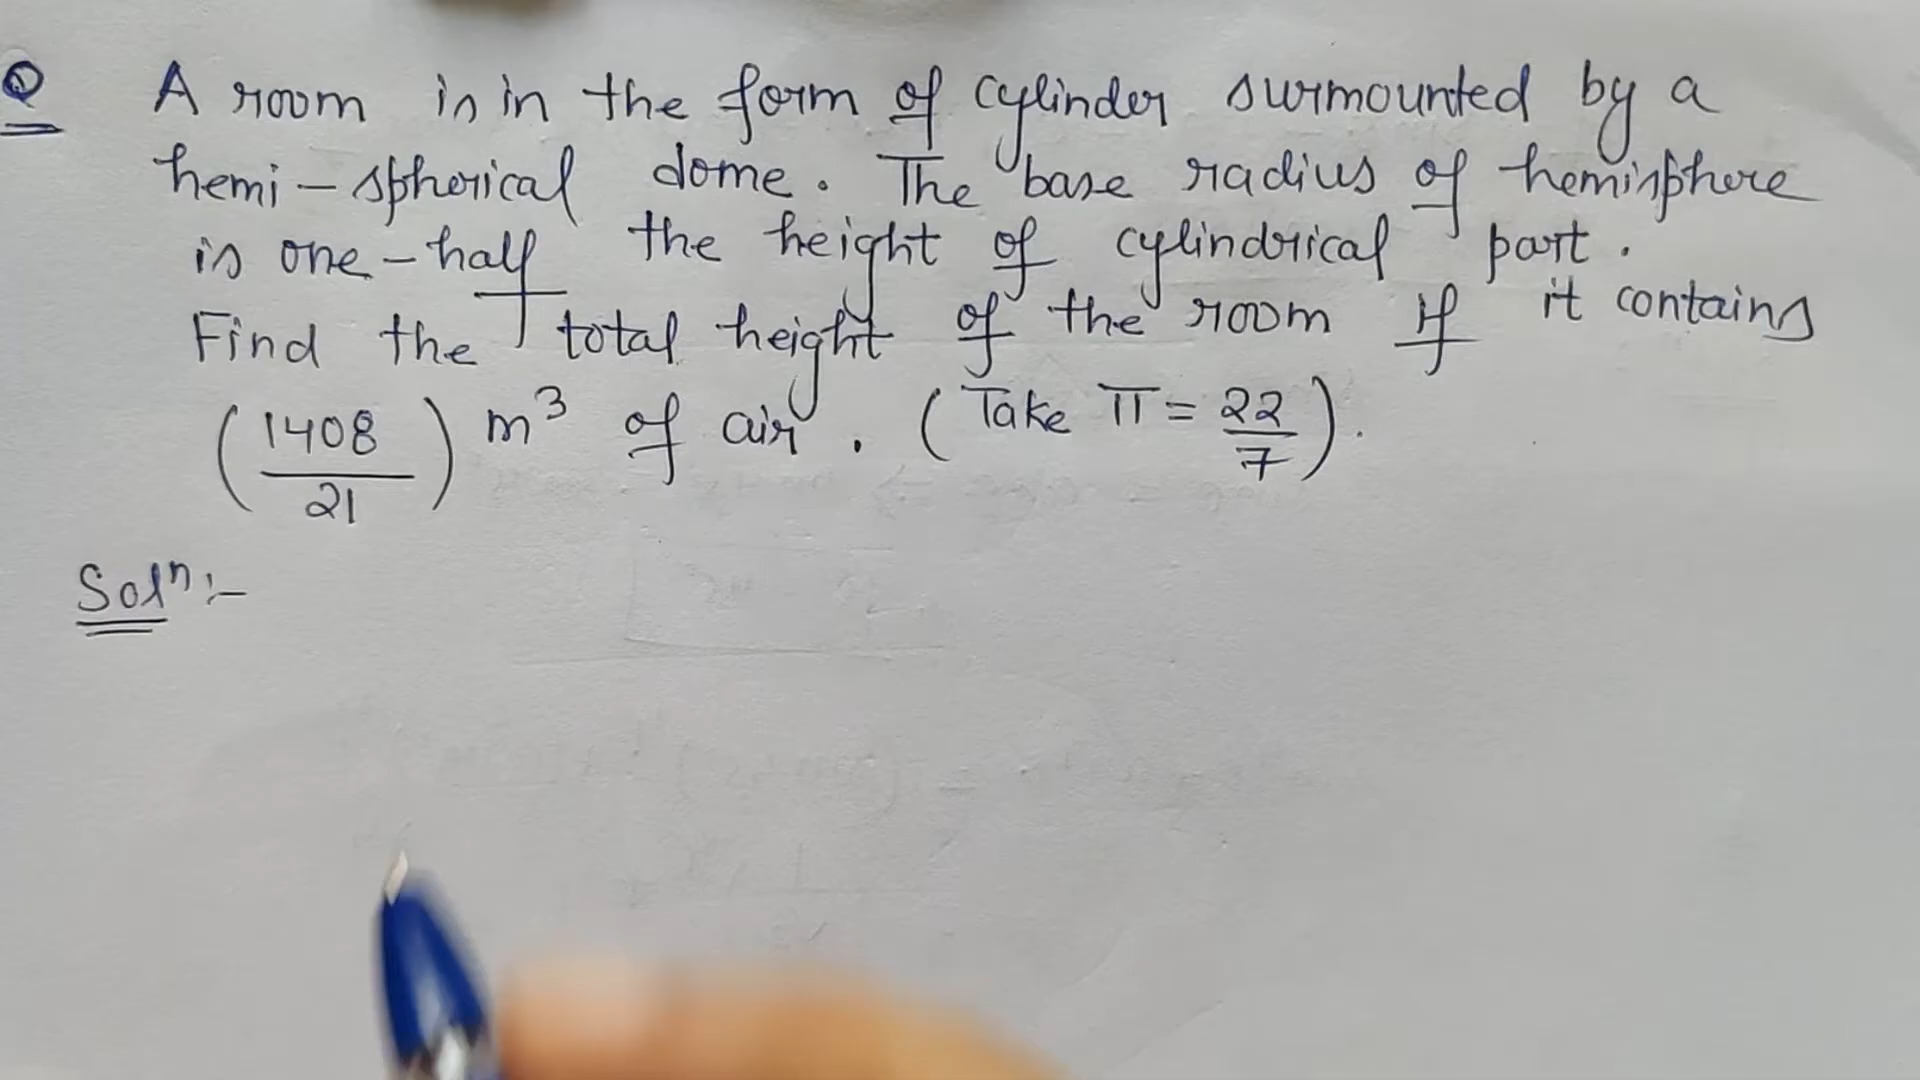 Q A room is in the form of cylinder surmounted by a
hemi-spherical dome. The base radius of hemisphere
is one-half the height of cylindrical part.
Find the total height of the room if it contains
(1408/21) m³ of air. (Take π = 22/7).
Solⁿ:-